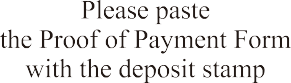 Please paste
the Proof of Payment Form
with the deposit stamp